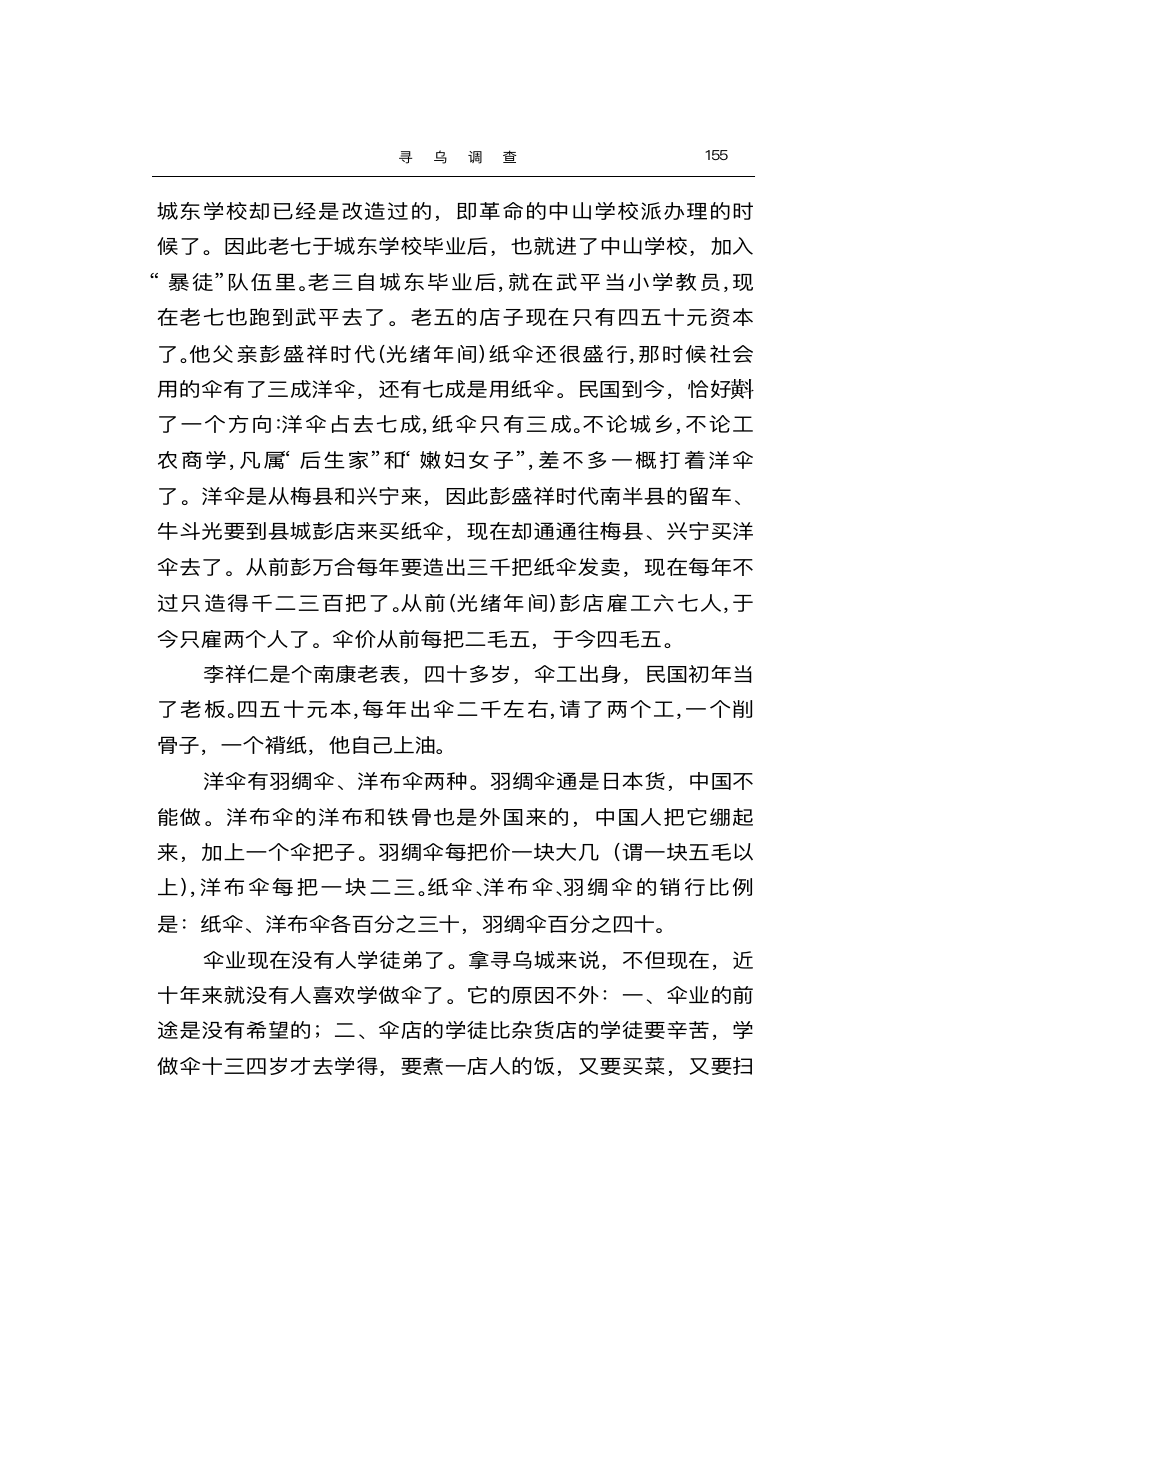 寻乌调查 155
城东学校却已经是改造过的，即革命的中山学校派办理的时
候了。因此老七于城东学校毕业后，也就进了中山学校，加入
“暴徒”队伍里。老三自城东毕业后，就在武平当小学教员，现
在老七也跑到武平去了。老五的店子现在只有四五十元资本
了。他父亲彭盛祥时代(光绪年间)纸伞还很盛行，那时候社会
用的伞有了三成洋伞，还有七成是用纸伞。民国到今，恰好㪴
了一个方向：洋伞占去七成，纸伞只有三成。不论城乡，不论工
农商学，凡属“后生家”和“嫩妇女子”，差不多一概打着洋伞
了。洋伞是从梅县和兴宁来，因此彭盛祥时代南半县的留车、
牛斗光要到县城彭店来买纸伞，现在却通通往梅县、兴宁买洋
伞去了。从前彭万合每年要造出三千把纸伞发卖，现在每年不
过只造得千二三百把了。从前(光绪年间)彭店雇工六七人，于
今只雇两个人了。伞价从前每把二毛五，于今四毛五。
李祥仁是个南康老表，四十多岁，伞工出身，民国初年当
了老板。四五十元本，每年出伞二千左右，请了两个工，一个削
骨子，一个褙纸，他自己上油。
洋伞有羽绸伞、洋布伞两种。羽绸伞通是日本货，中国不
能做。洋布伞的洋布和铁骨也是外国来的，中国人把它绷起
来，加上一个伞把子。羽绸伞每把价一块大几（谓一块五毛以
上），洋布伞每把一块二三。纸伞、洋布伞、羽绸伞的销行比例
是：纸伞、洋布伞各百分之三十，羽绸伞百分之四十。
伞业现在没有人学徒弟了。拿寻乌城来说，不但现在，近
十年来就没有人喜欢学做伞了。它的原因不外：一、伞业的前
途是没有希望的；二、伞店的学徒比杂货店的学徒要辛苦，学
做伞十三四岁才去学得，要煮一店人的饭，又要买菜，又要扫